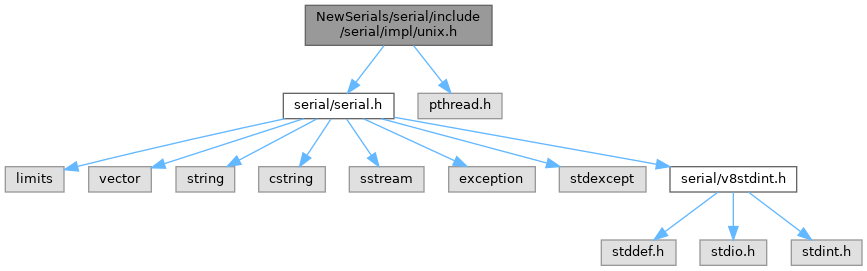 NewSerials/serial/include
/serial/impl/unix.h
serial/serial.h
pthread.h
limits
vector
string
cstring
sstream
exception
stdexcept
serial/v8stdint.h
stddef.h
stdio.h
stdint.h